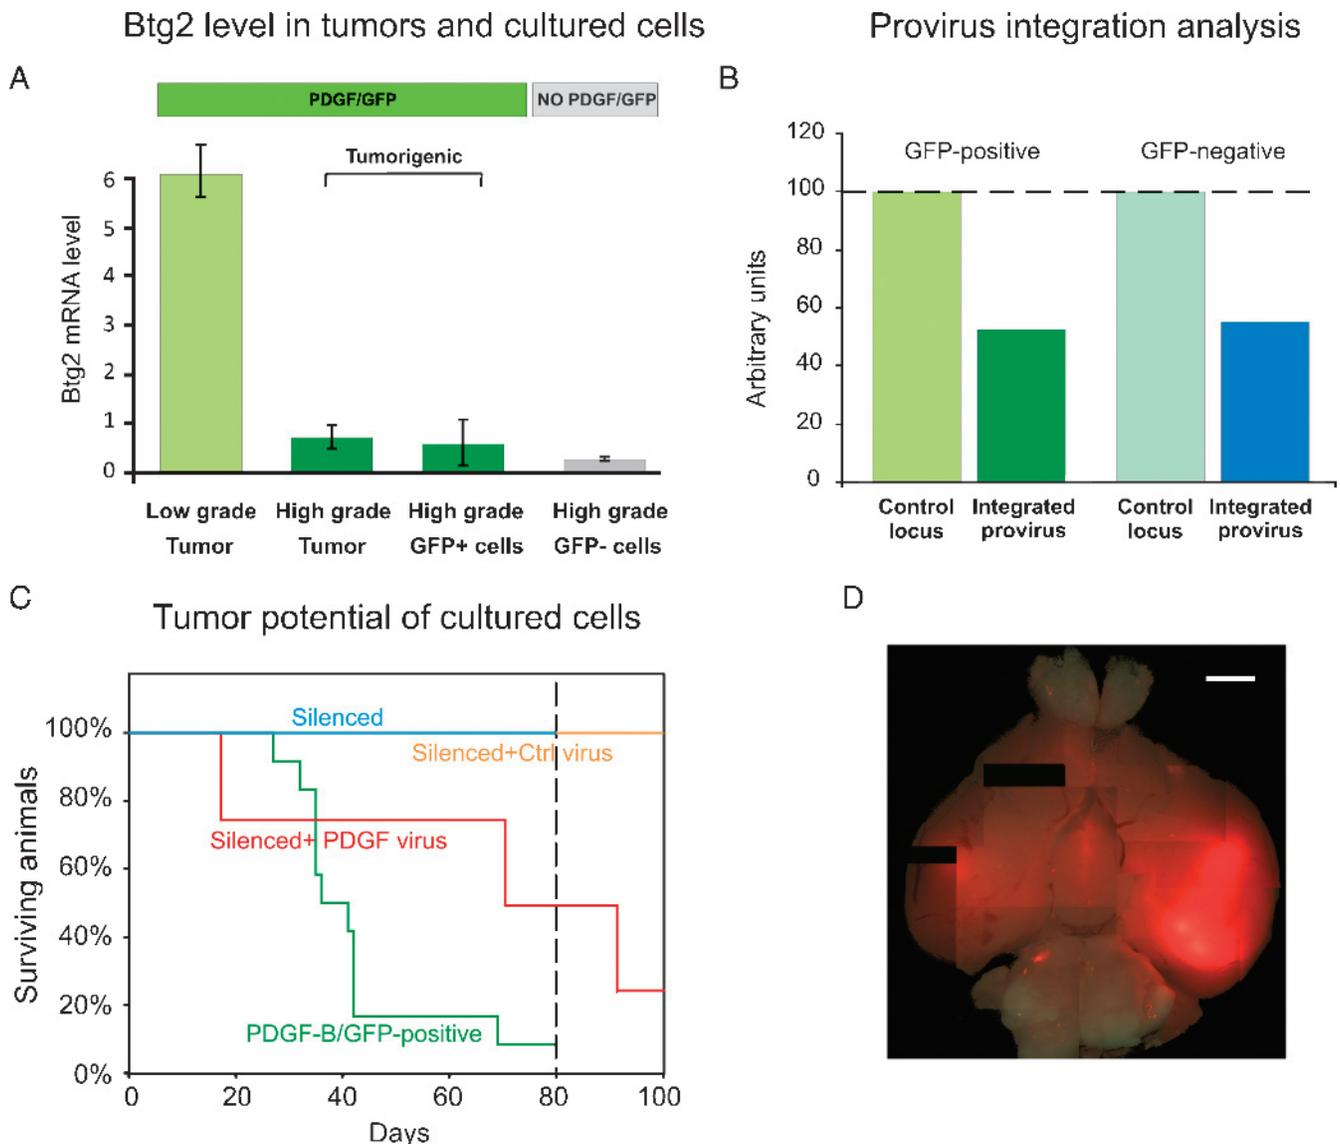 Btg2 level in tumors and cultured cells
Provirus integration analysis
A
PDGF/GFP
NO PDGF/GFP
Tumorigenic
Btg2 mRNA level
6
5
4
3
2
1
0
Low grade
Tumor
High grade
Tumor
High grade
GFP+ cells
High grade
GFP- cells
B
Arbitrary units
120
100
80
60
40
20
0
GFP-positive
GFP-negative
Control
locus
Integrated
provirus
Control
locus
Integrated
provirus
C
Tumor potential of cultured cells
Surviving animals
100%
80%
60%
40%
20%
0%
Silenced
Silenced+Ctrl virus
Silenced+ PDGF virus
PDGF-B/GFP-positive
0
20
40
60
80
100
Days
D